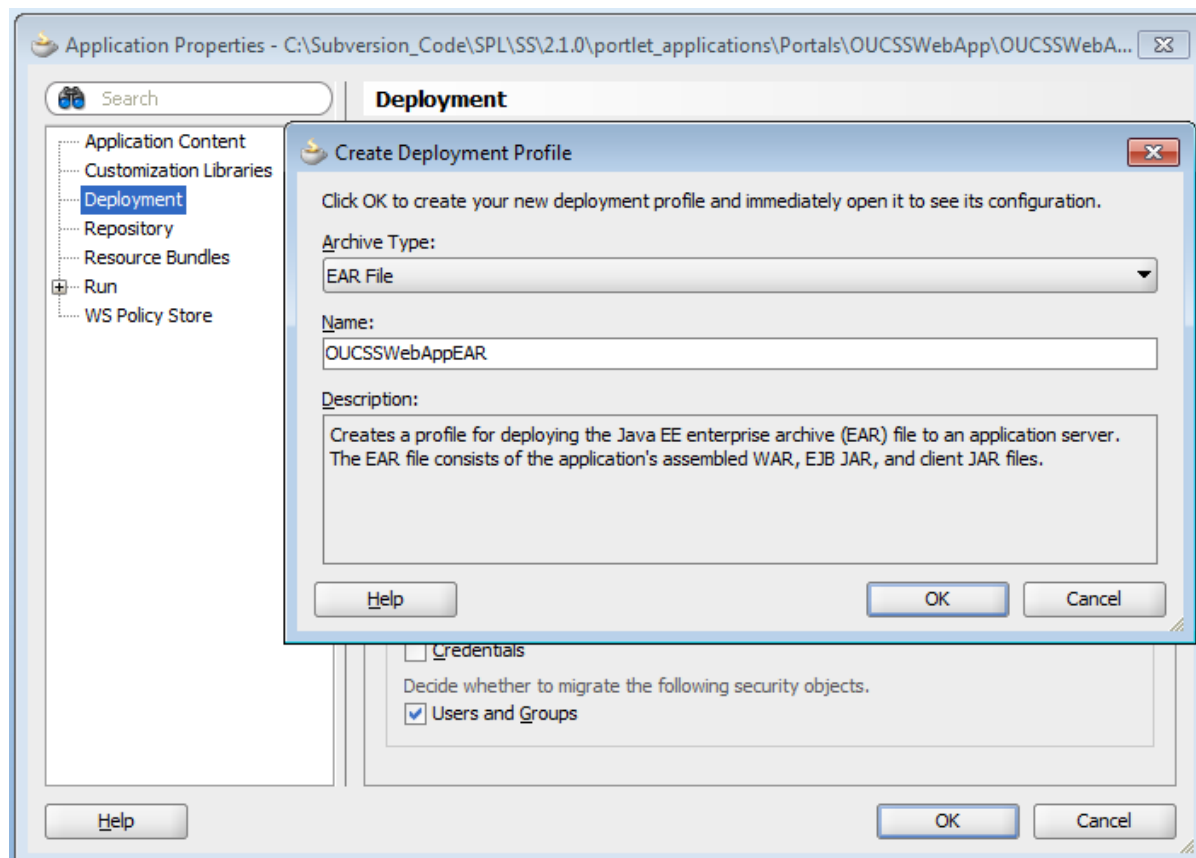 Application Properties - C:\Subversion_Code\SPL\SS\2.1.0\portlet_applications\Portals\OUCSSWebApp\OUCSSWebA...
Search
Deployment
Application Content
Customization Libraries
Deployment
Repository
Resource Bundles
Run
WS Policy Store
Create Deployment Profile
Click OK to create your new deployment profile and immediately open it to see its configuration.
Archive Type:
EAR File
Name:
OUCSSWebAppEAR
Description:
Creates a profile for deploying the Java EE enterprise archive (EAR) file to an application server.
The EAR file consists of the application's assembled WAR, EJB JAR, and client JAR files.
Help OK Cancel
Credentials
Decide whether to migrate the following security objects.
Users and Groups
Help OK Cancel